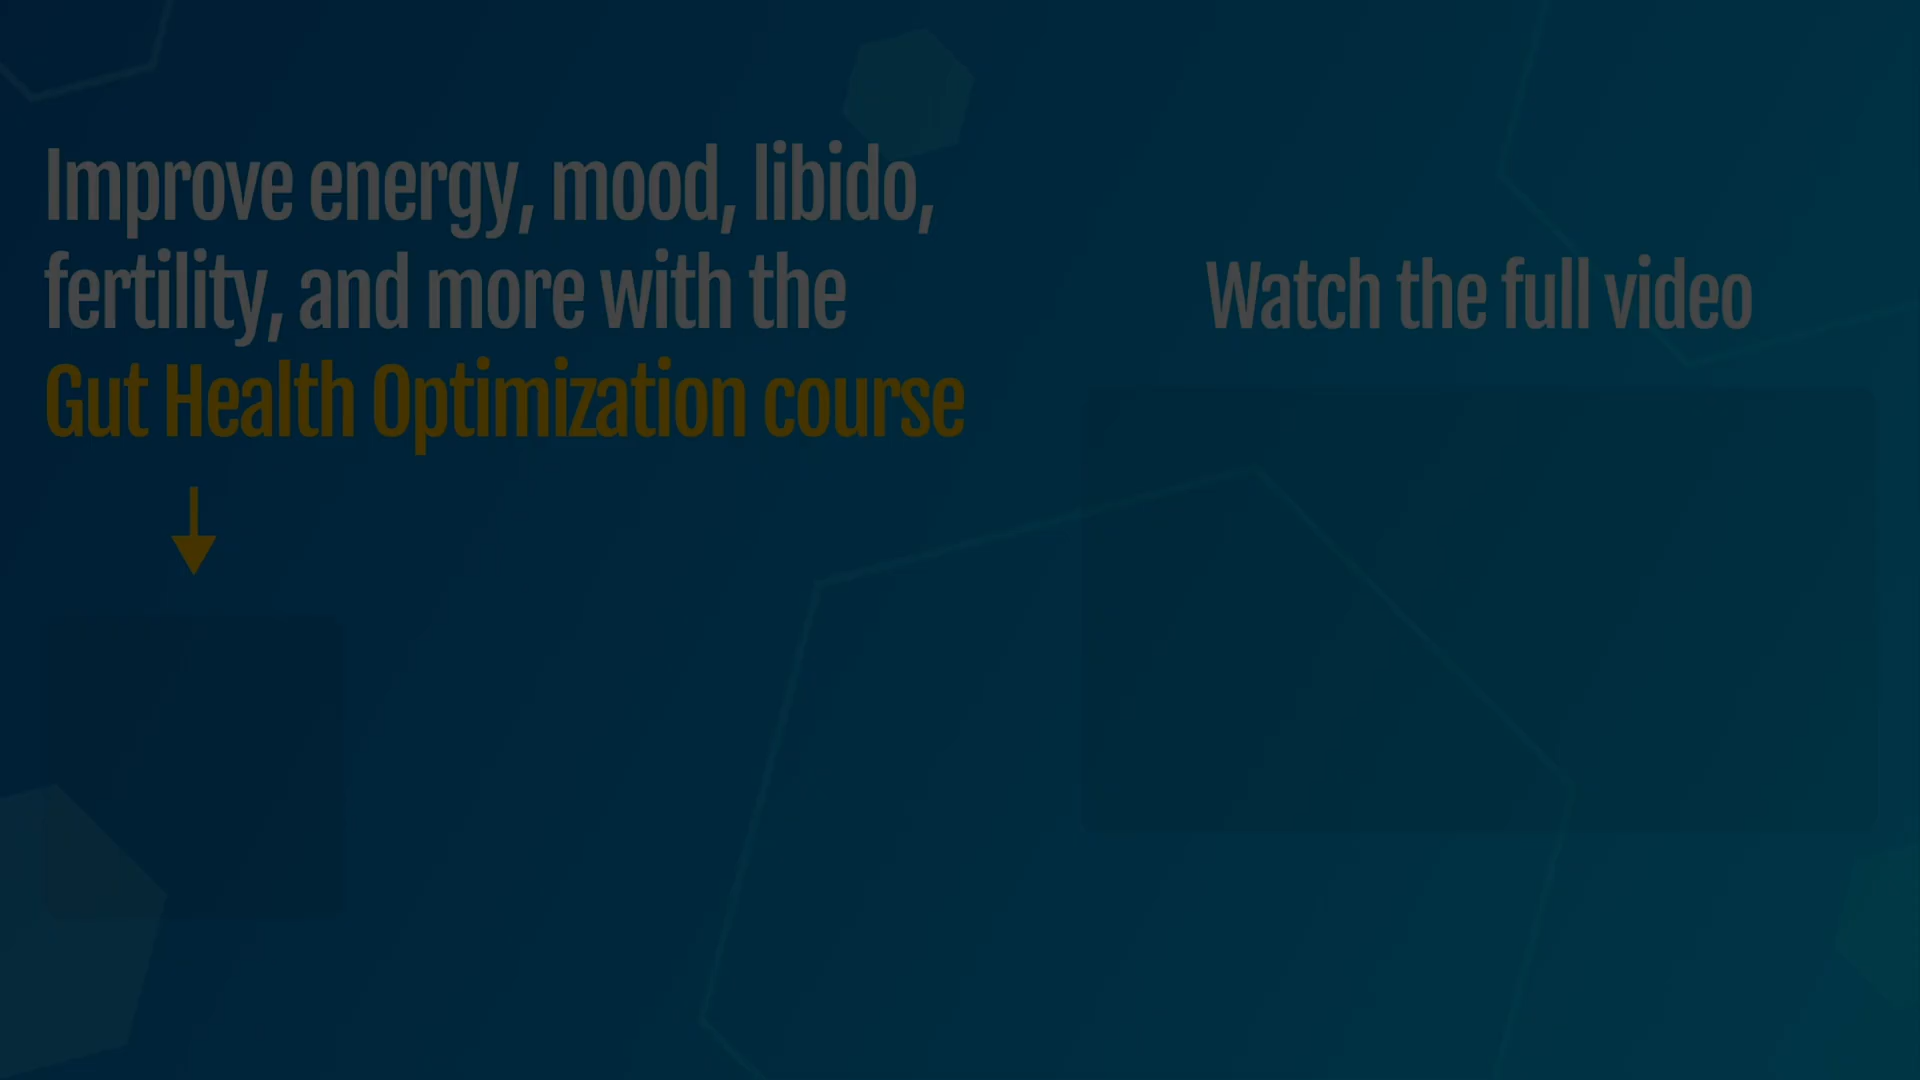 Improve energy, mood, libido,
fertility, and more with the
Gut Health Optimization course
Watch the full video